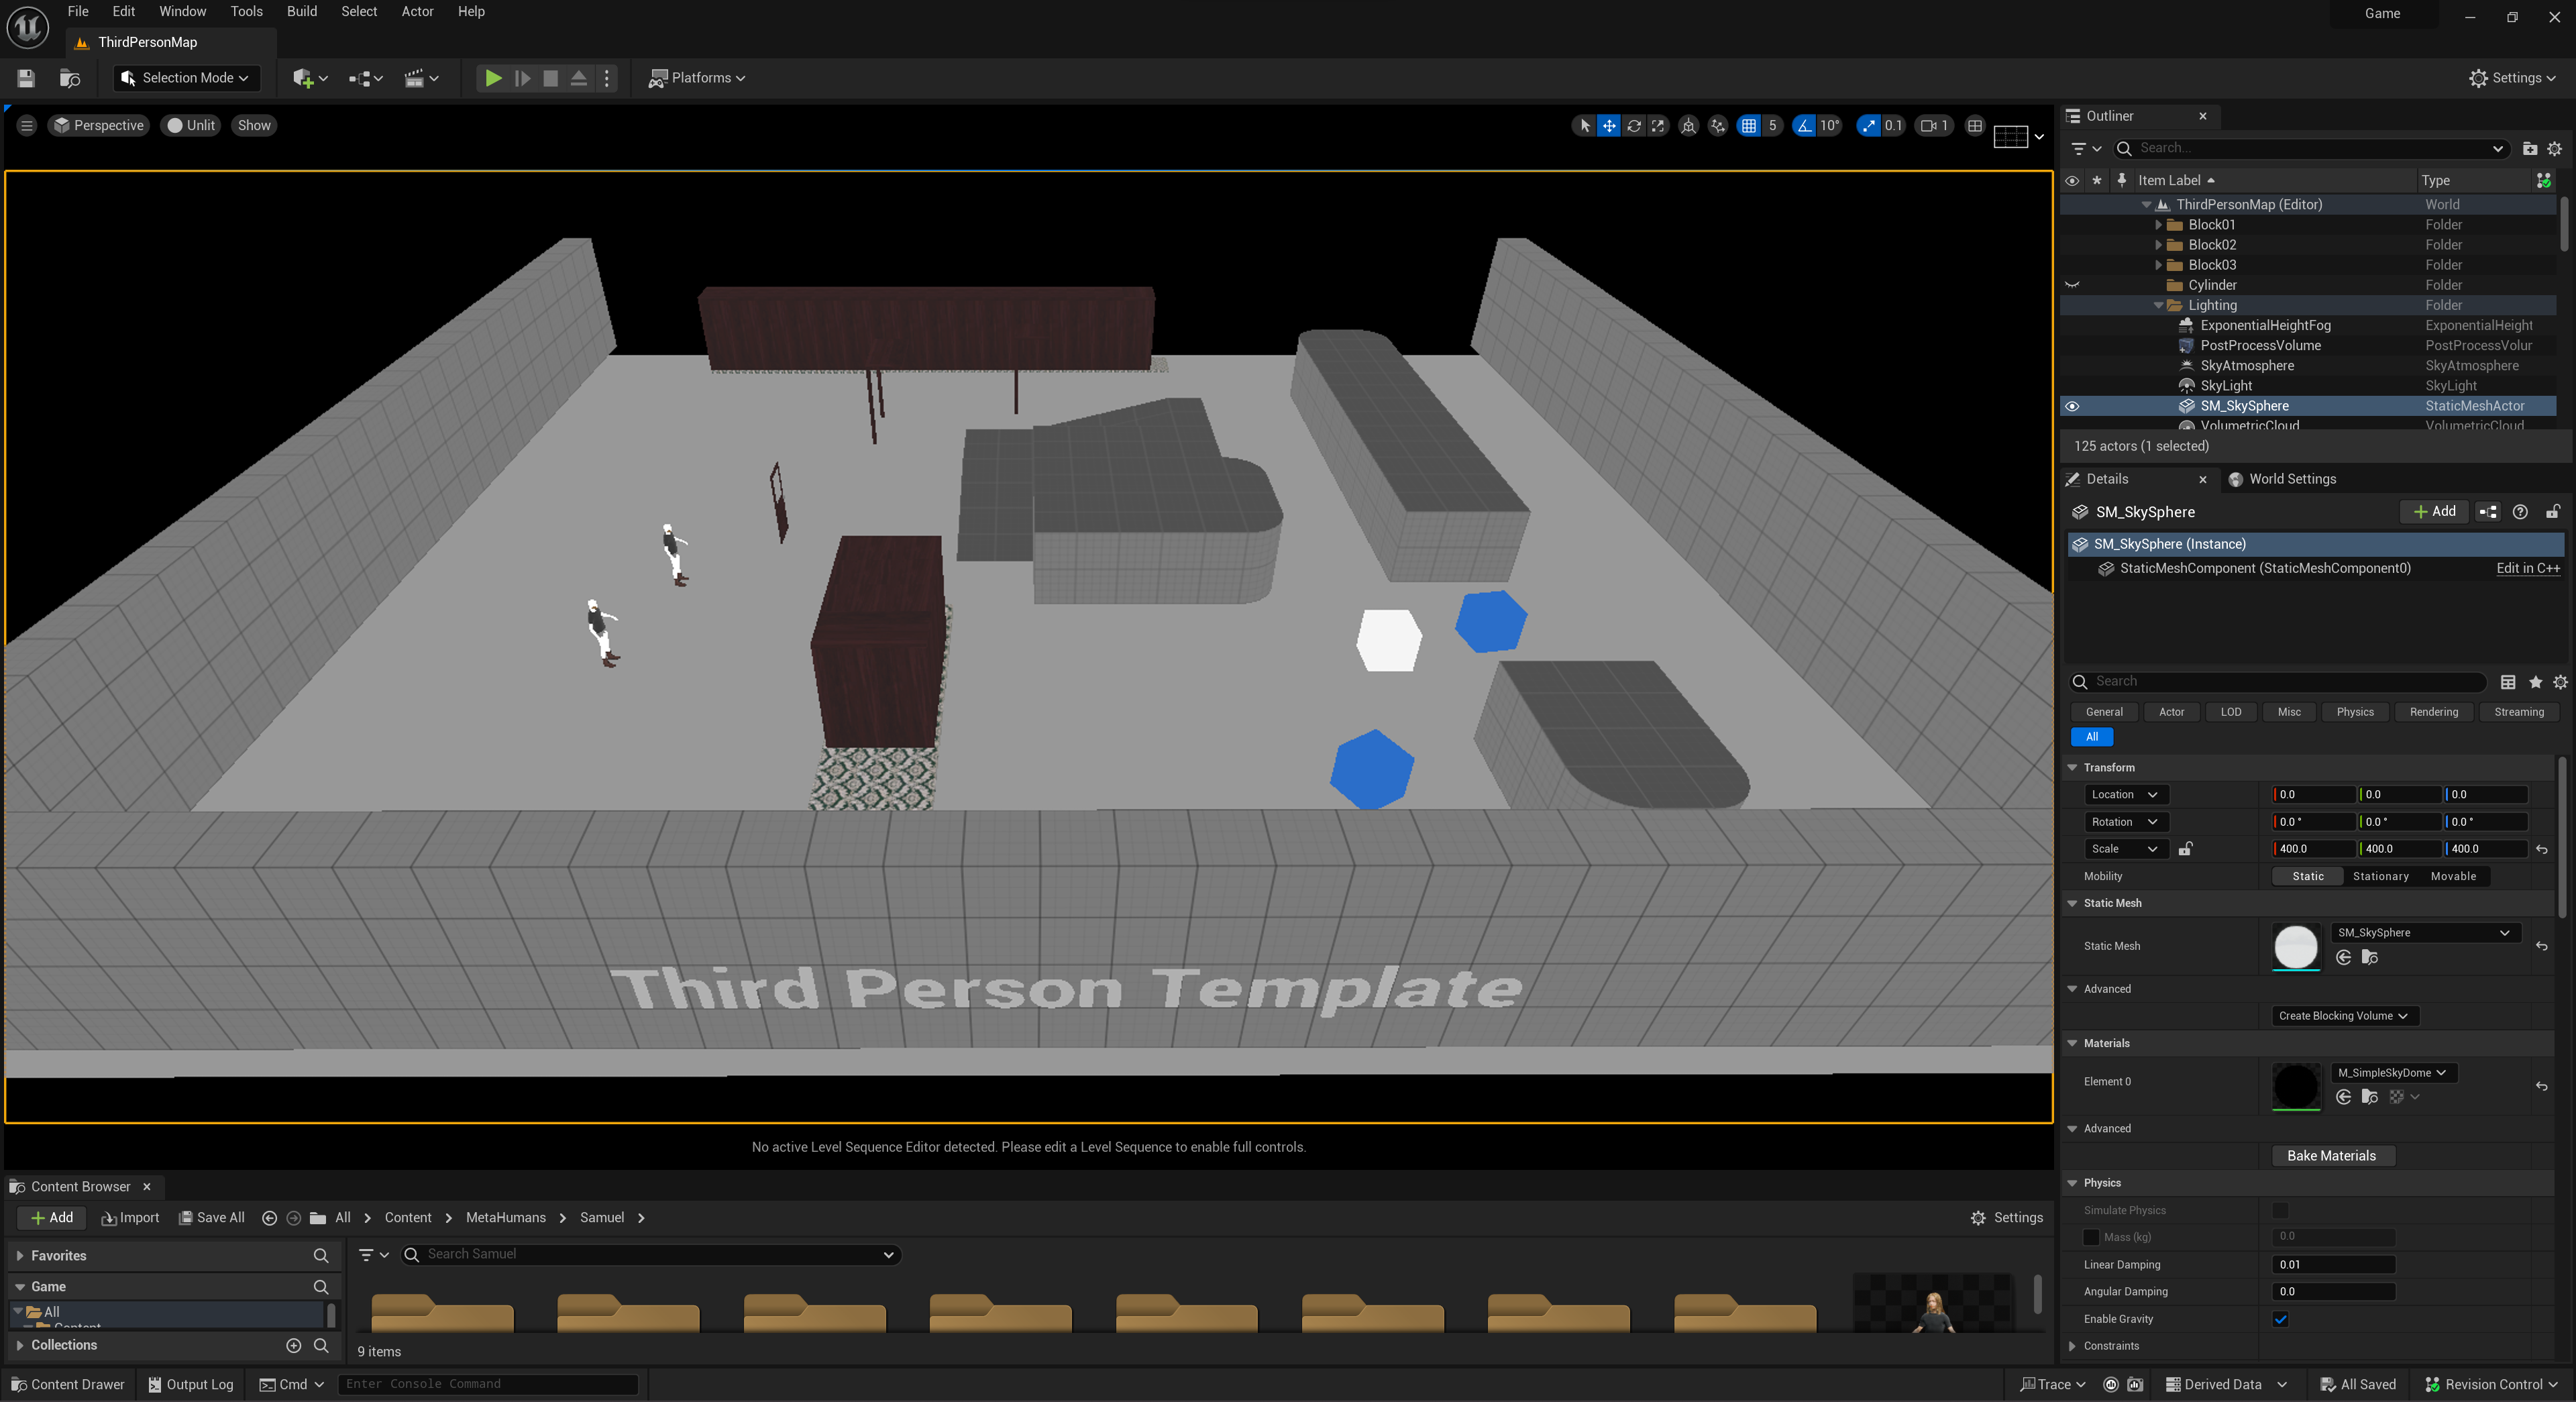 File Edit Window Tools Build Select Actor Help
Game
ThirdPersonMap
Selection Mode
Platforms
Settings
Perspective Unlit Show
5 10° 0.1 1
Outliner
Search...
Item Label Type
ThirdPersonMap (Editor) World
Block01 Folder
Block02 Folder
Block03 Folder
Cylinder Folder
Lighting Folder
ExponentialHeightFog ExponentialHeight
PostProcessVolume PostProcessVolur
SkyAtmosphere SkyAtmosphere
SkyLight SkyLight
SM_SkySphere StaticMeshActor
VolumetricCloud VolumetricCloud
125 actors (1 selected)
Details World Settings
SM_SkySphere Add
SM_SkySphere (Instance)
StaticMeshComponent (StaticMeshComponent0) Edit in C++
Search
General Actor LOD Misc Physics Rendering Streaming
All
Transform
Location 0.0 0.0 0.0
Rotation 0.0 ° 0.0 ° 0.0 °
Scale 400.0 400.0 400.0
Mobility Static Stationary Movable
Static Mesh
Static Mesh SM_SkySphere
Advanced
Create Blocking Volume
Materials
Element 0 M_SimpleSkyDome
Advanced
Bake Materials
Physics
Simulate Physics
Mass (kg) 0.0
Linear Damping 0.01
Angular Damping 0.0
Enable Gravity
Constraints
Third Person Template
No active Level Sequence Editor detected. Please edit a Level Sequence to enable full controls.
Content Browser
Add Import Save All All Content MetaHumans Samuel Settings
Favorites
Search Samuel
Game
All
Content
Collections
9 items
Content Drawer Output Log Cmd Enter Console Command Trace Derived Data All Saved Revision Control